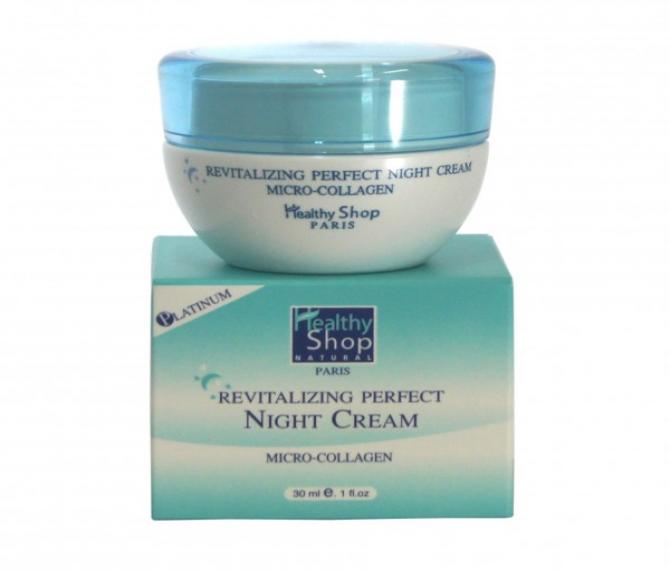 REVITALIZING PERFECT NIGHT CREAM
MICRO-COLLAGEN
Healthy Shop
PARIS
PLATINUM
Healthy
Shop
NATURAL
PARIS
REVITALIZING PERFECT
NIGHT CREAM
MICRO-COLLAGEN
30 ml e. 1 fl.oz